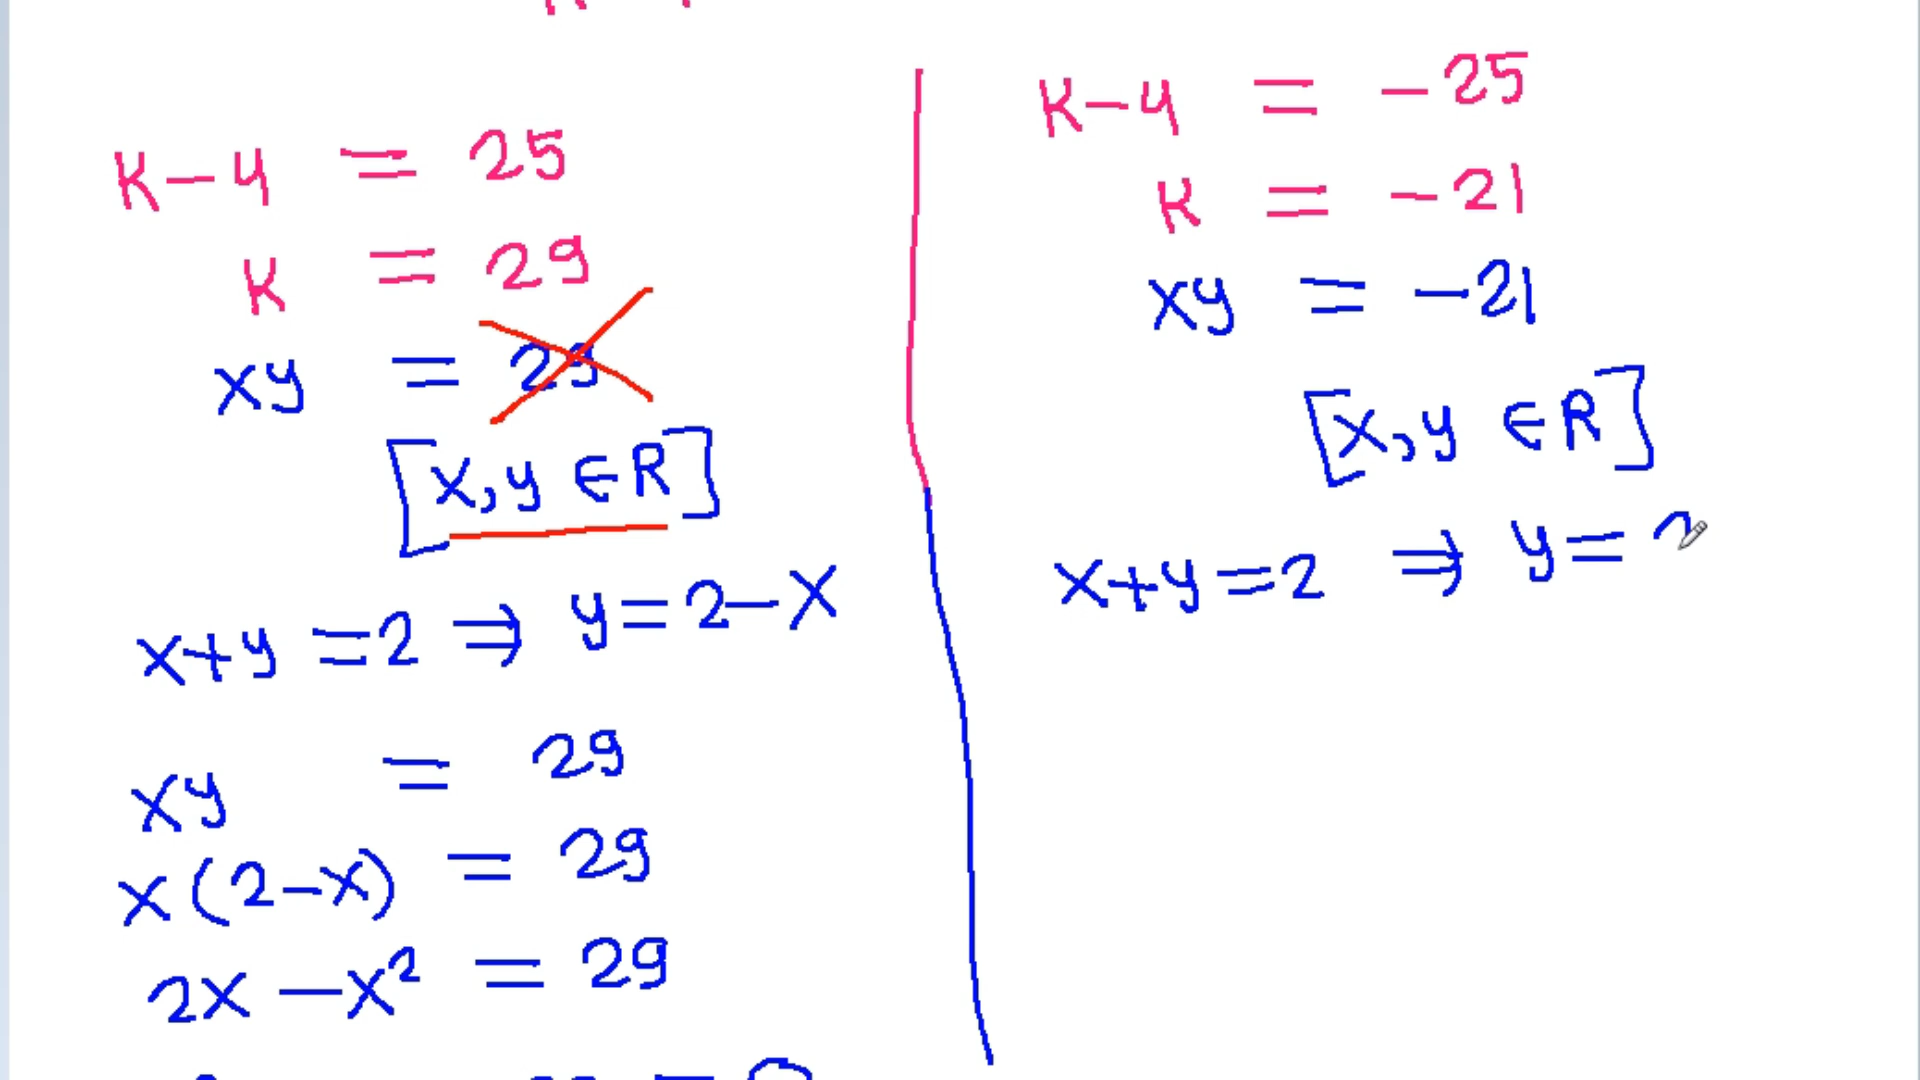 K-4 = 25
K = 29
xy = 29
[x,y ∈ R]
x+y = 2 ⇒ y = 2-x
xy = 29
x(2-x) = 29
2x - x² = 29
K-4 = -25
K = -21
xy = -21
[x,y ∈ R]
x+y = 2 ⇒ y =